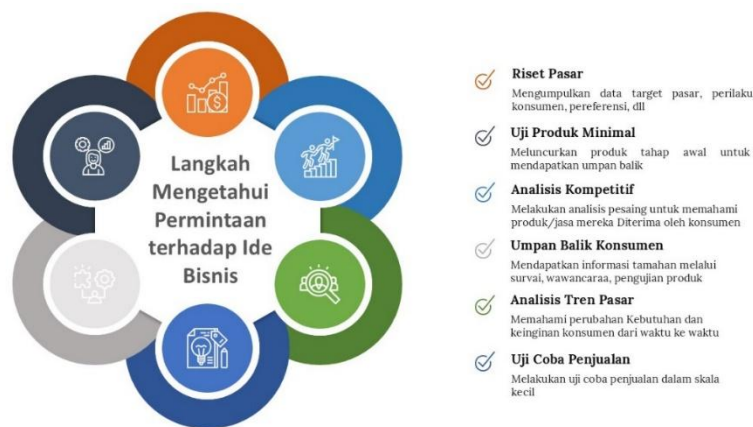 Langkah
Mengetahui
Permintaan
terhadap Ide
Bisnis
Riset Pasar
Mengumpulkan data target pasar, perilaku
konsumen, pereferensi, dll
Uji Produk Minimal
Meluncurkan produk tahap awal untuk
mendapatkan umpan balik
Analisis Kompetitif
Melakukan analisis pesaing untuk memahami
produk/jasa mereka Diterima oleh konsumen
Umpan Balik Konsumen
Mendapatkan informasi tamahan melalui
survai, wawancaraa, pengujian produk
Analisis Tren Pasar
Memahami perubahan Kebutuhan dan
keinginan konsumen dari waktu ke waktu
Uji Coba Penjualan
Melakukan uji coba penjualan dalam skala
kecil